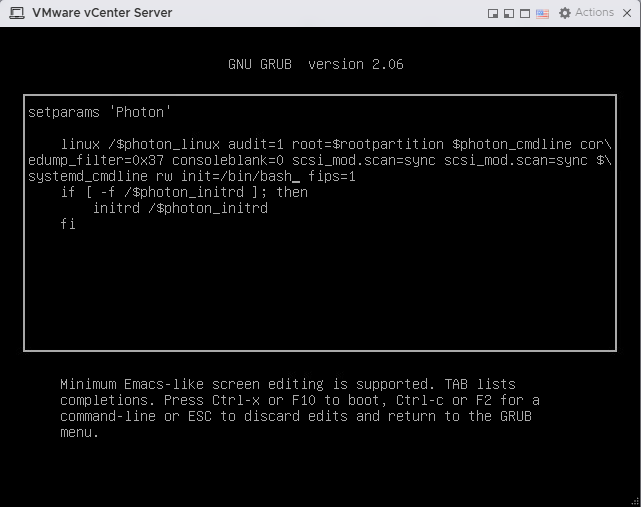 VMware vCenter Server
Actions
GNU GRUB  version 2.06
setparams 'Photon'
linux /$photon_linux audit=1 root=$rootpartition $photon_cmdline cor\
edump_filter=0x37 consoleblank=0 scsi_mod.scan=sync scsi_mod.scan=sync $\
systemd_cmdline rw init=/bin/bash_ fips=1
if [ -f /$photon_initrd ]; then
initrd /$photon_initrd
fi
Minimum Emacs-like screen editing is supported. TAB lists
completions. Press Ctrl-x or F10 to boot, Ctrl-c or F2 for a
command-line or ESC to discard edits and return to the GRUB
menu.